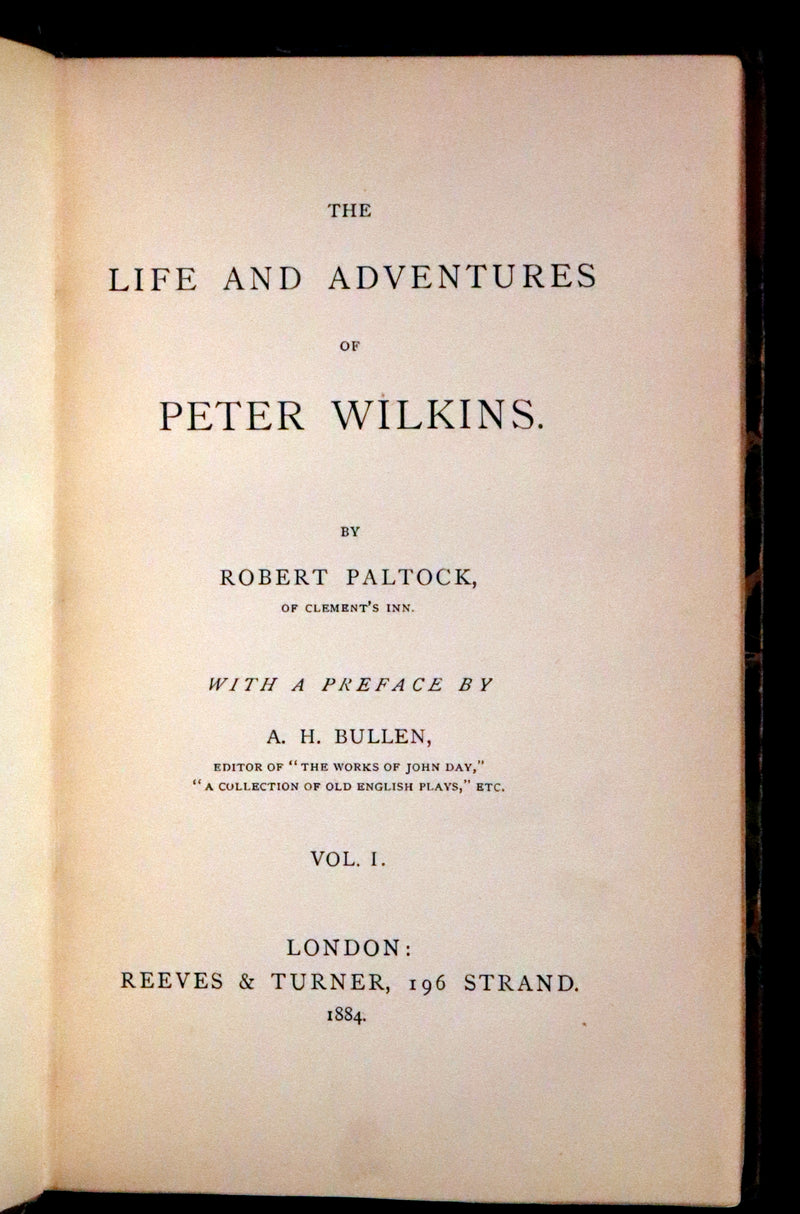 THE
LIFE AND ADVENTURES
OF
PETER WILKINS.
BY
ROBERT PALTOCK,
OF CLEMENT'S INN.
WITH A PREFACE BY
A. H. BULLEN,
EDITOR OF "THE WORKS OF JOHN DAY,"
"A COLLECTION OF OLD ENGLISH PLAYS," ETC.
VOL. I.
LONDON:
REEVES & TURNER, 196 STRAND.
1884.